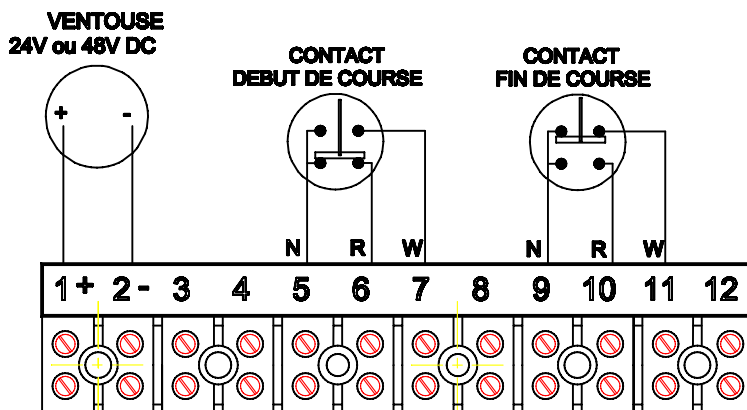 VENTOUSE
24V ou 48V DC
CONTACT
DEBUT DE COURSE
CONTACT
FIN DE COURSE
+ -
N R W N R W
1 + 2 - 3 4 5 6 7 8 9 10 11 12